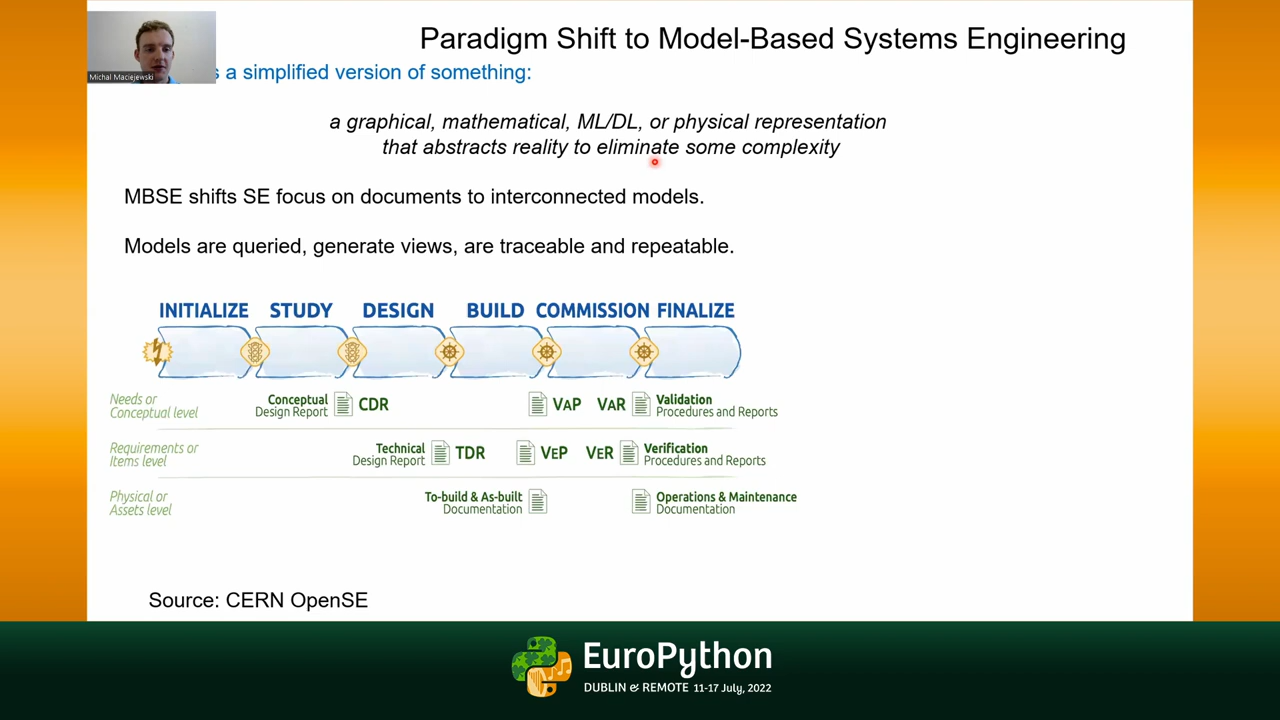 Paradigm Shift to Model-Based Systems Engineering
Michal Maciejewski
s a simplified version of something:
a graphical, mathematical, ML/DL, or physical representation
that abstracts reality to eliminate some complexity
MBSE shifts SE focus on documents to interconnected models.
Models are queried, generate views, are traceable and repeatable.
INITIALIZE STUDY DESIGN BUILD COMMISSION FINALIZE
Needs or
Conceptual level
Conceptual
Design Report
CDR
VAP
VAR
Validation
Procedures and Reports
Requirements or
Items level
Technical
Design Report
TDR
VEP
VER
Verification
Procedures and Reports
Physical or
Assets level
To-build & As-built
Documentation
Operations & Maintenance
Documentation
Source: CERN OpenSE
EuroPython
DUBLIN & REMOTE 11-17 July, 2022